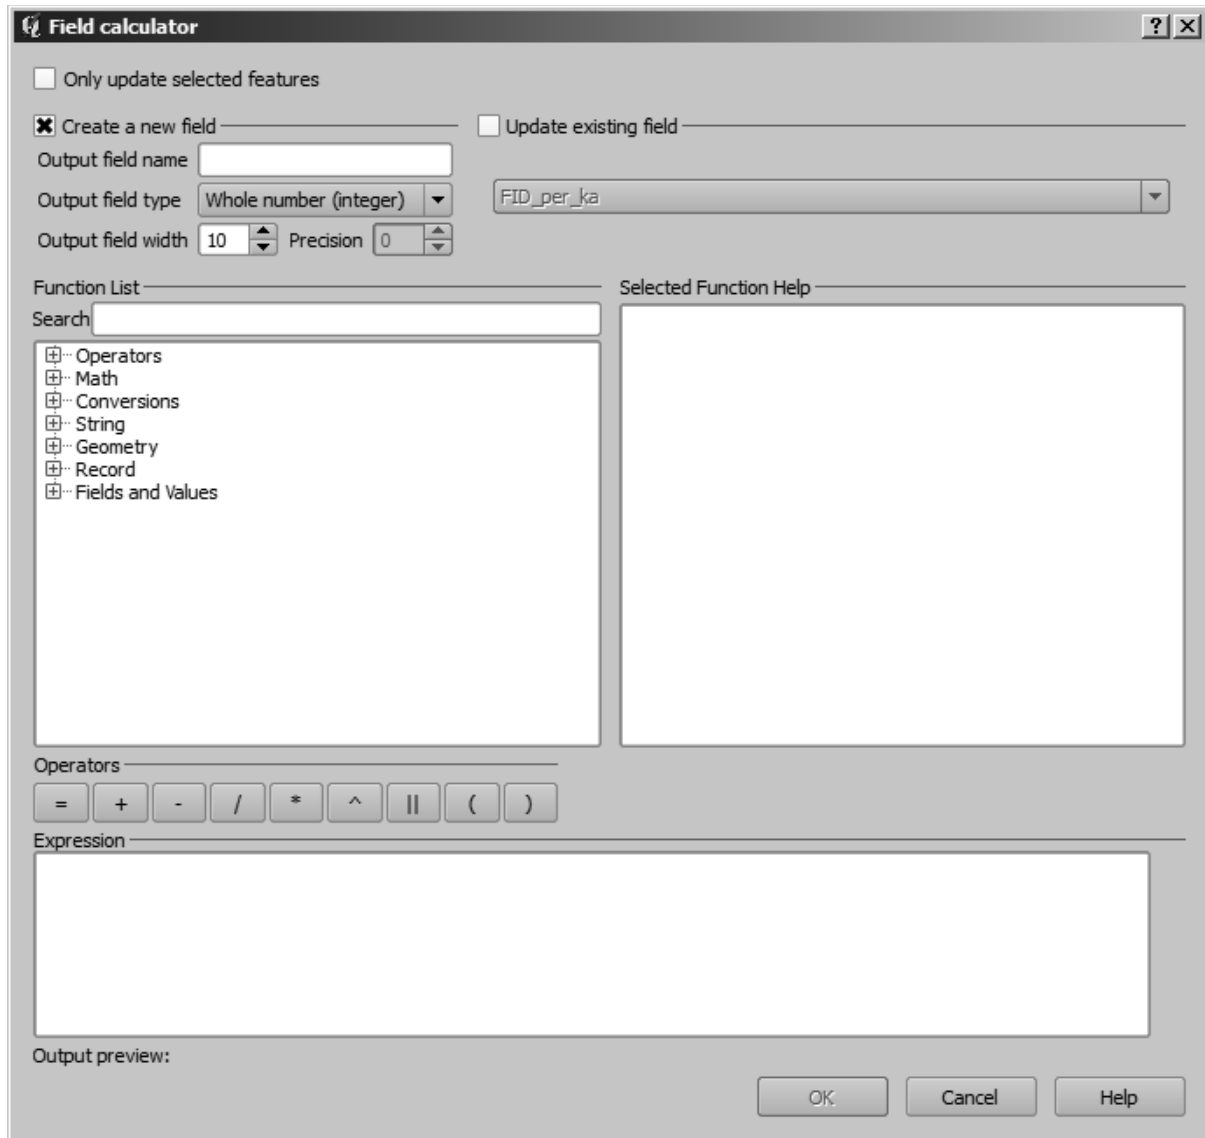 Field calculator
Only update selected features
Create a new field
Update existing field
Output field name
Output field type Whole number (integer)
FID_per_ka
Output field width 10 Precision 0
Function List
Selected Function Help
Search
Operators
Math
Conversions
String
Geometry
Record
Fields and Values
Operators
= + - / * ^ || ( )
Expression
Output preview:
OK Cancel Help